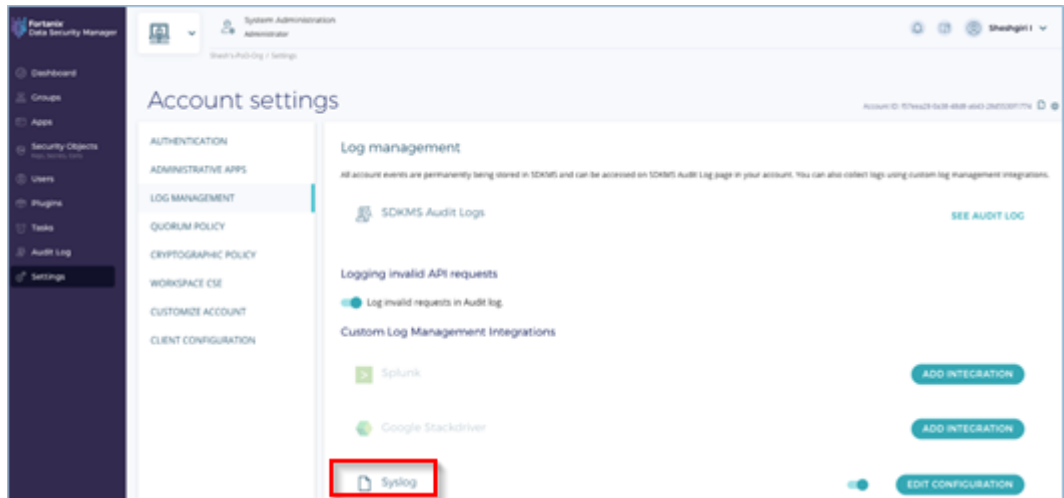 Fortanix
Data Security Manager
System Administration
Administrator
Sheshgiri I
Dashboard
Groups
Apps
Security Objects
Users
Plugins
Tasks
Audit Log
Settings
Account settings
Account ID:
AUTHENTICATION
ADMINISTRATIVE APPS
LOG MANAGEMENT
QUORUM POLICY
CRYPTOGRAPHIC POLICY
WORKSPACE CSE
CUSTOMIZE ACCOUNT
CLIENT CONFIGURATION
Log management
All account events are permanently being stored in SDKMS and can be accessed on SDKMS Audit Log page in your account. You can also collect logs using custom log management integrations.
SDKMS Audit Logs
SEE AUDIT LOG
Logging invalid API requests
Log invalid requests in Audit log.
Custom Log Management Integrations
Splunk
ADD INTEGRATION
Google Stackdriver
ADD INTEGRATION
Syslog
EDIT CONFIGURATION